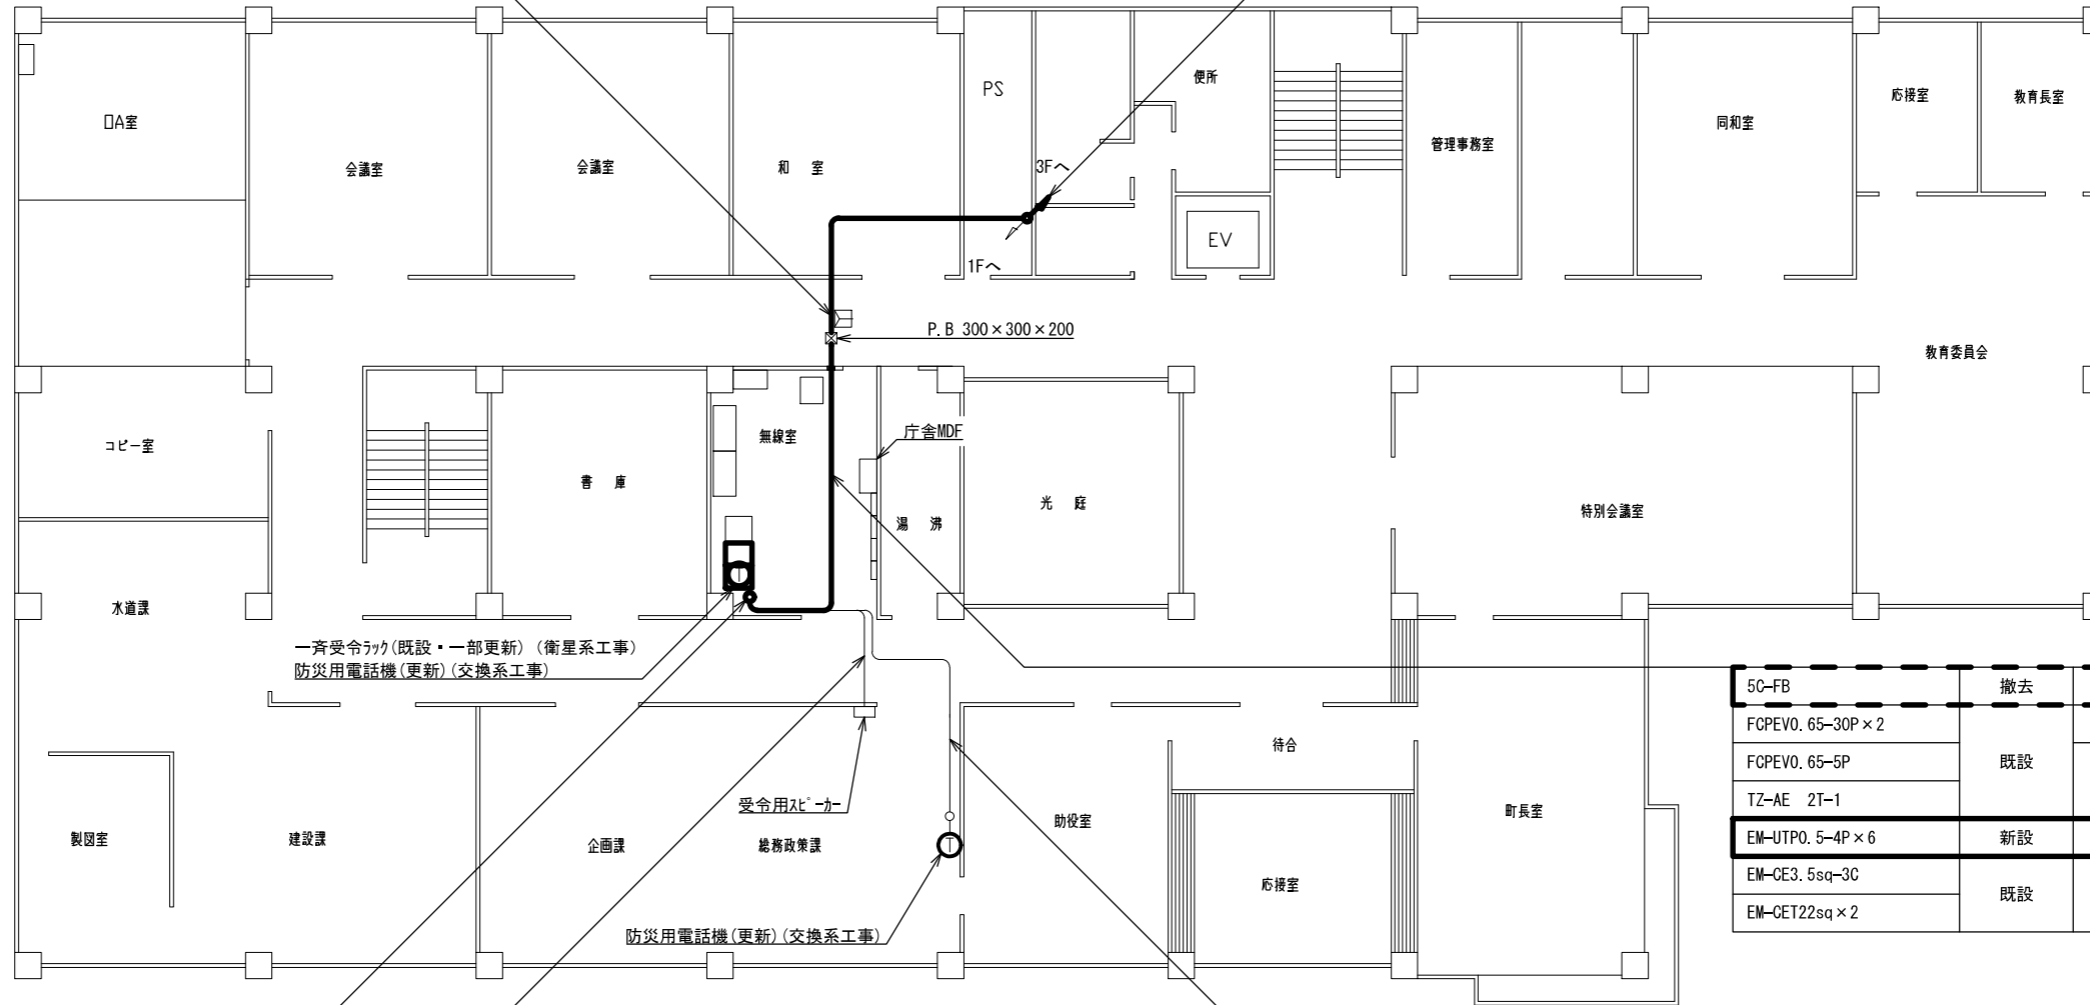 PS
便所
応接室
教育長室
OA室
同和室
会議室
会議室
和 室
管理事務室
3Fへ
EV
1Fへ
P.B 300×300×200
教育委員会
コピー室
無線室
庁舎MDF
書 庫
光 庭
特別会議室
湯 沸
水道課
一斉受令ﾗｯｸ(既設・一部更新) (衛星系工事)
防災用電話機(更新)(交換系工事)
5C-FB 撤去
FCPEV0.65-30P×2
FCPEV0.65-5P 既設
TZ-AE 2T-1
EM-UTP0.5-4P×6 新設
EM-CE3.5sq-3C
既設
EM-CET22sq×2
待合
受令用ｽﾋﾟｰｶｰ
町長室
製図室
建設課
企画課
総務政策課
T
助役室
応接室
防災用電話機(更新)(交換系工事)